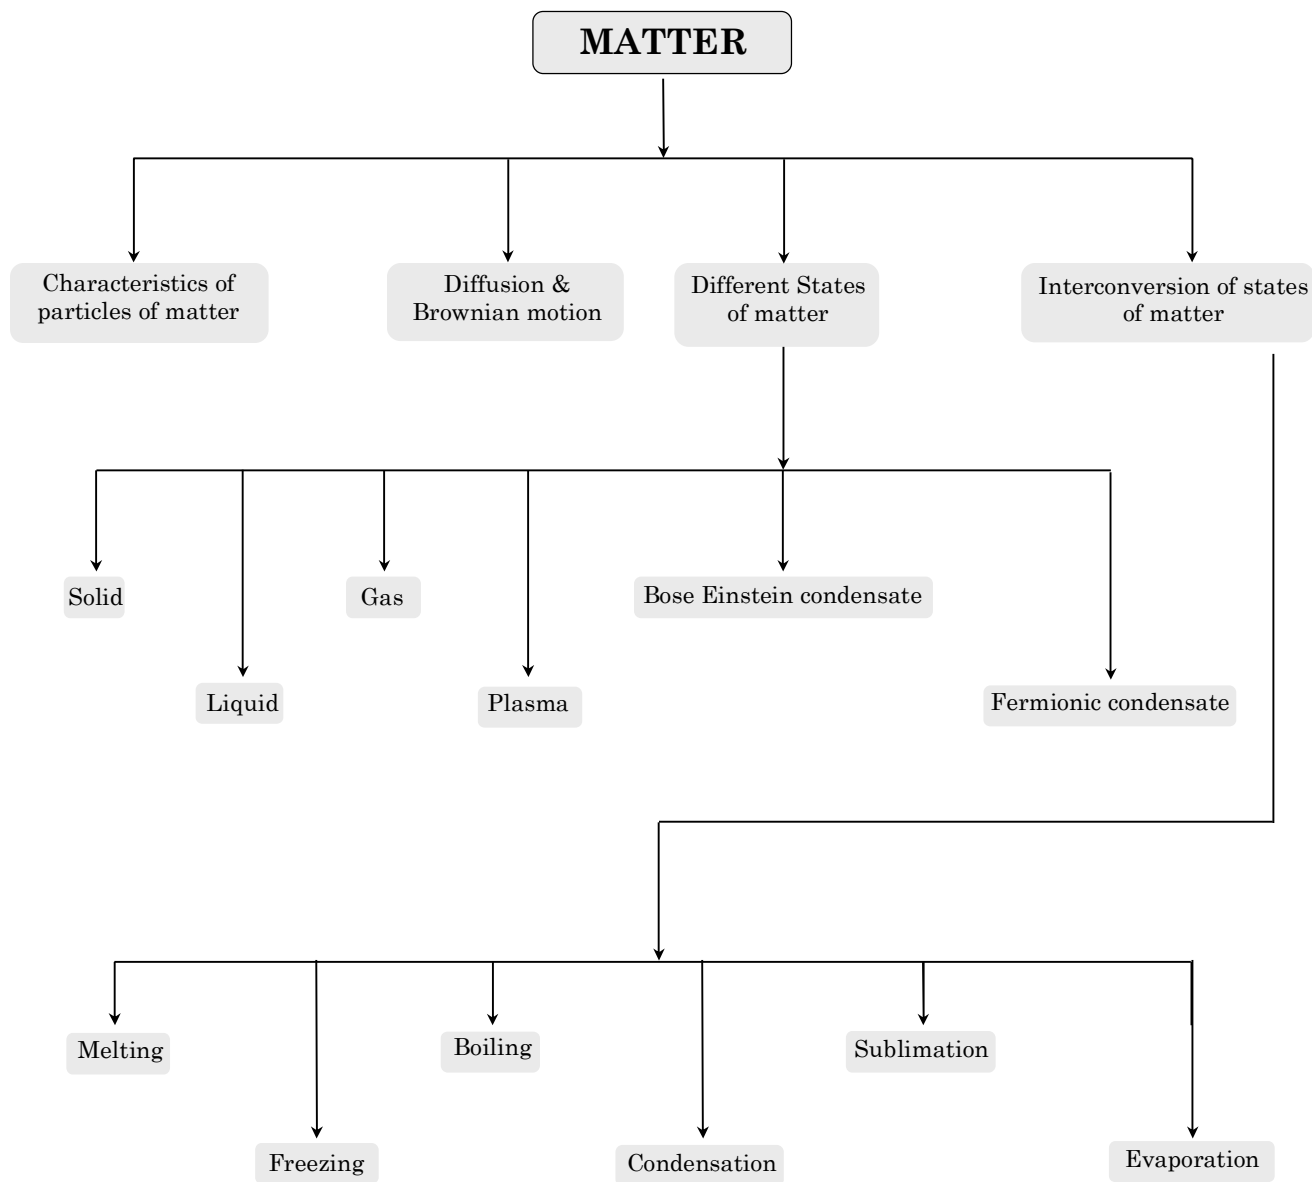 MATTER
Characteristics of
particles of matter
Diffusion &
Brownian motion
Different States
of matter
Interconversion of states
of matter
Solid
Gas
Bose Einstein condensate
Liquid
Plasma
Fermionic condensate
Melting
Boiling
Sublimation
Freezing
Condensation
Evaporation